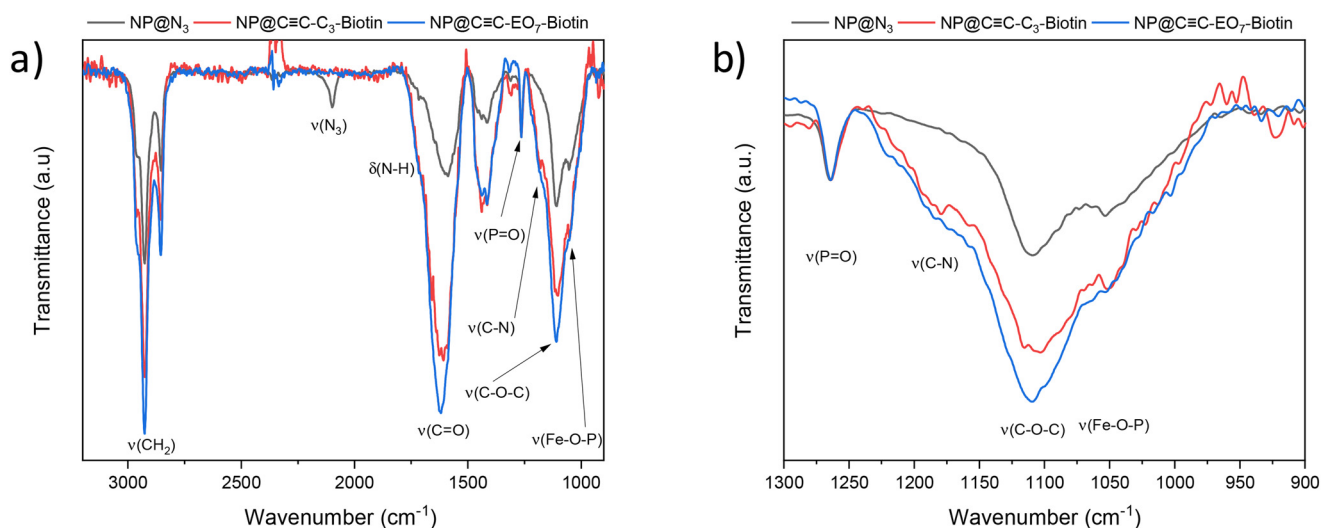 a)
NP@N₃ NP@C≡C-C₃-Biotin NP@C≡C-EO₇-Biotin
Transmittance (a.u)
ν(N₃)
δ(N-H)
ν(P=O)
ν(C-N)
ν(C-O-C)
ν(C=O)
ν(Fe-O-P)
ν(CH₂)
3000 2500 2000 1500 1000
Wavenumber (cm⁻¹)
b)
NP@N₃ NP@C≡C-C₃-Biotin NP@C≡C-EO₇-Biotin
Transmittance (a.u.)
ν(P=O)
ν(C-N)
ν(C-O-C) ν(Fe-O-P)
1300 1250 1200 1150 1100 1050 1000 950 900
Wavenumber (cm⁻¹)